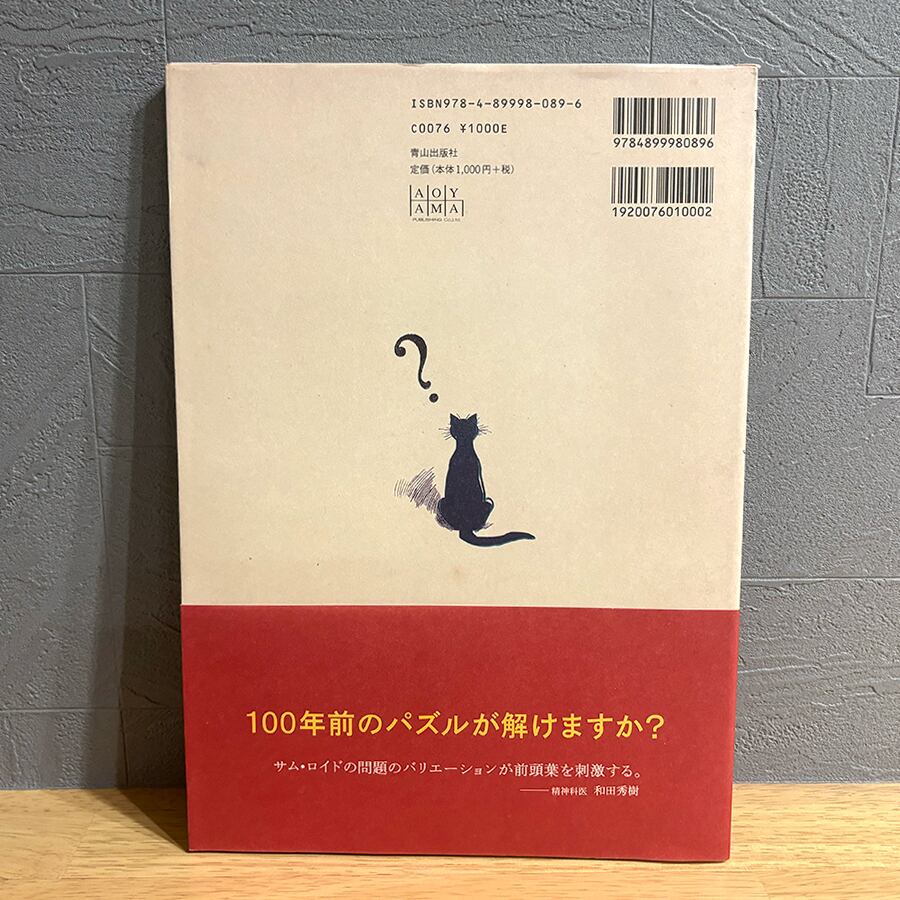 ISBN978-4-89998-089-6
C0076 ¥1000E
青山出版社
定価(本体1,000円+税)
AOY
AMA
PUBLISHING Co.,Ltd.
9784899980896
1920076010002
?
100年前のパズルが解けますか?
サム・ロイドの問題のバリエーションが前頭葉を刺激する。
——精神科医 和田秀樹